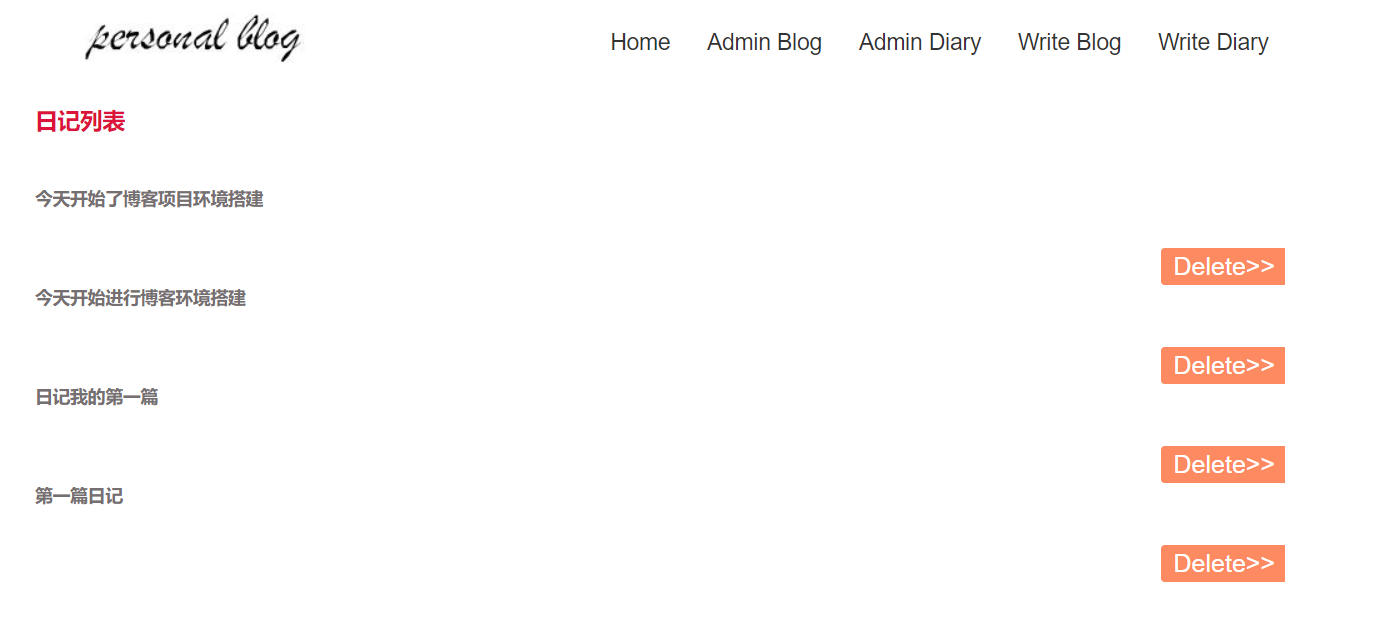 personal blog
Home Admin Blog Admin Diary Write Blog Write Diary
日记列表
今天开始了博客项目环境搭建
Delete>>
今天开始进行博客环境搭建
Delete>>
日记我的第一篇
Delete>>
第一篇日记
Delete>>